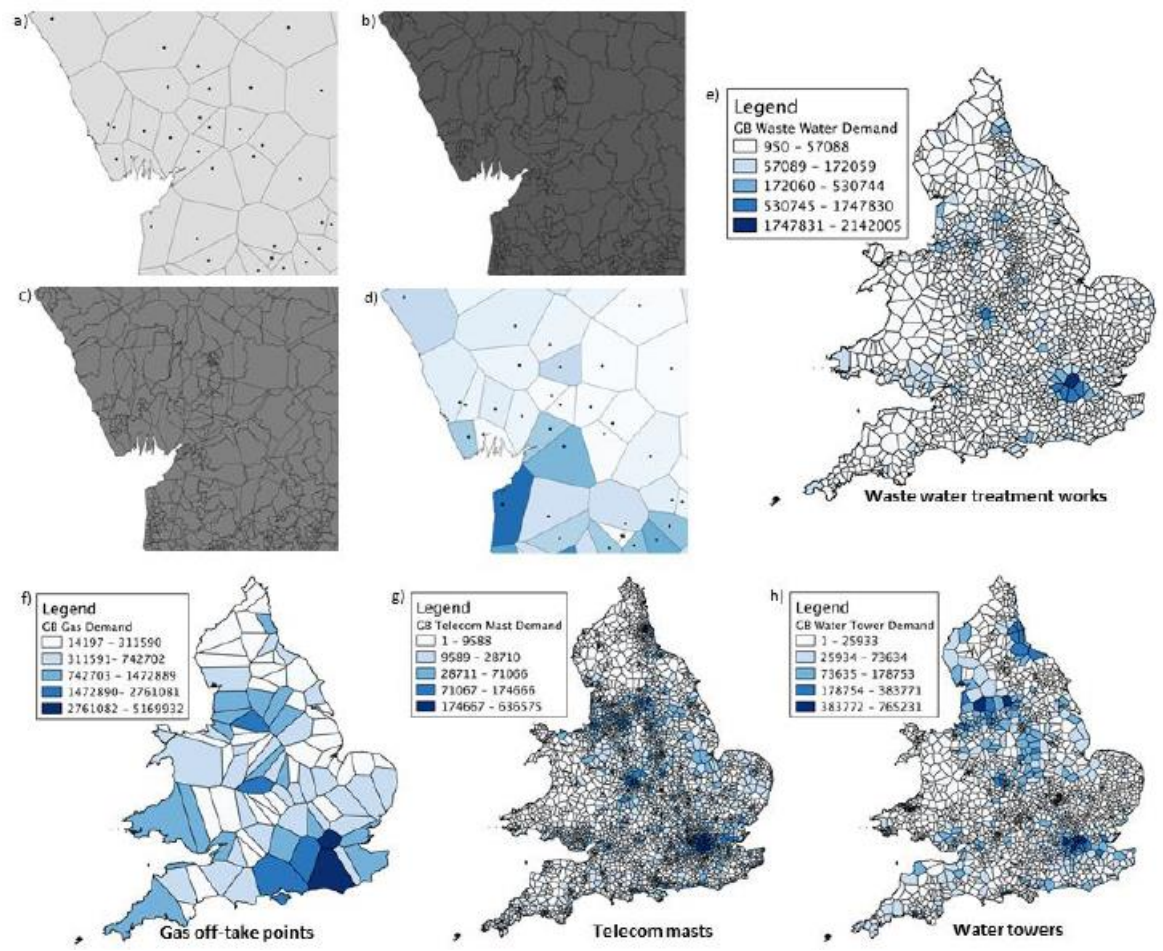 a)
b)
c)
d)
e)
Legend
GB Waste Water Demand
950 - 57088
57089 - 172059
172060 - 530744
530745 - 1747830
1747831 - 2142005
Waste water treatment works
f)
Legend
GB Gas Demand
14197 - 311590
311591- 742702
742703 - 1472889
1472890- 2761081
2761082 - 5169932
Gas off-take points
g)
Legend
GB Telecom Mast Demand
1 - 9588
9589 - 28710
28711 - 71066
71067 - 174666
174667 - 636575
Telecom masts
h)
Legend
GB Water Tower Demand
1 - 25933
25934 - 73634
73635 - 178753
178754 - 383771
383772 - 765231
Water towers